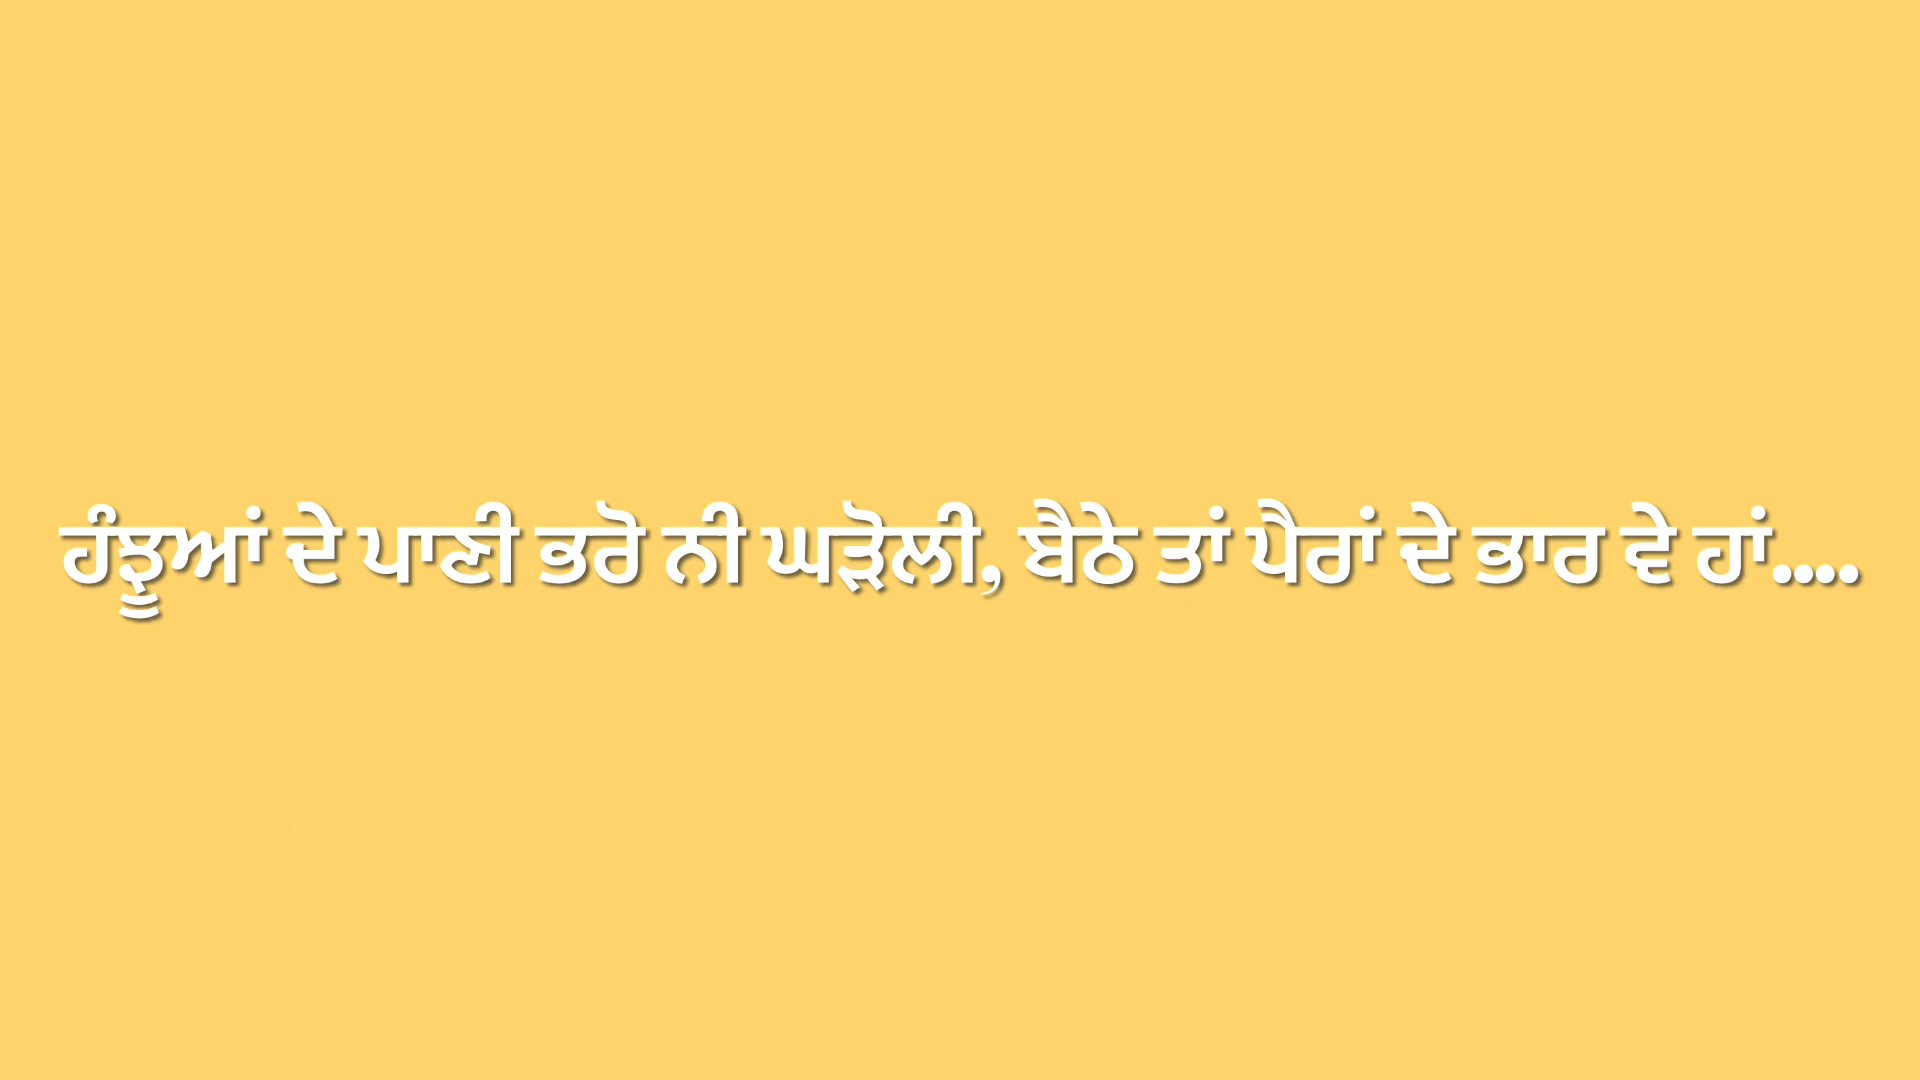 ਹੰਝੂਆਂ ਦੇ ਪਾਣੀ ਭਰੋ ਨੀ ਘੜੋਲੀ, ਬੈਠੇ ਤਾਂ ਪੈਰਾਂ ਦੇ ਭਾਰ ਵੇ ਹਾਂ....